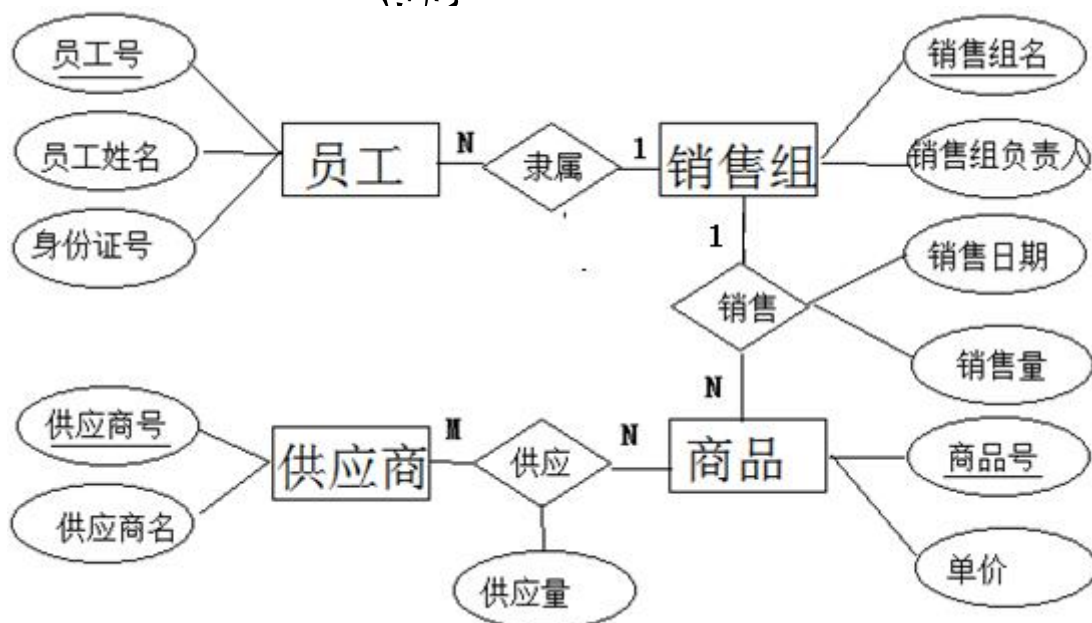 员工号
销售组名
员工姓名
员工
N
隶属
1
销售组
销售组负责人
身份证号
1
销售日期
销售
销售量
N
供应商号
供应商
M
供应
N
商品
商品号
供应商名
单价
供应量